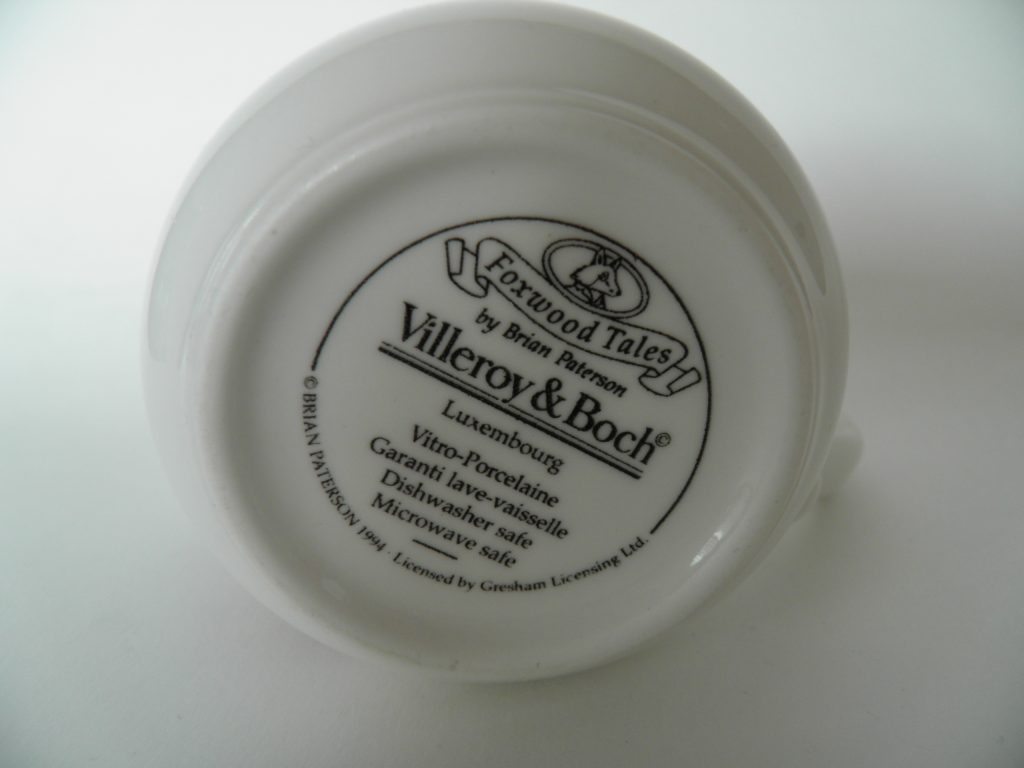 Foxwood Tales
by Brian Paterson
Villeroy & Boch©
Luxembourg
Vitro-Porcelaine
Garanti lave-vaisselle
Dishwasher safe
Microwave safe
© BRIAN PATERSON 1994 · Licensed by Gresham Licensing Ltd.